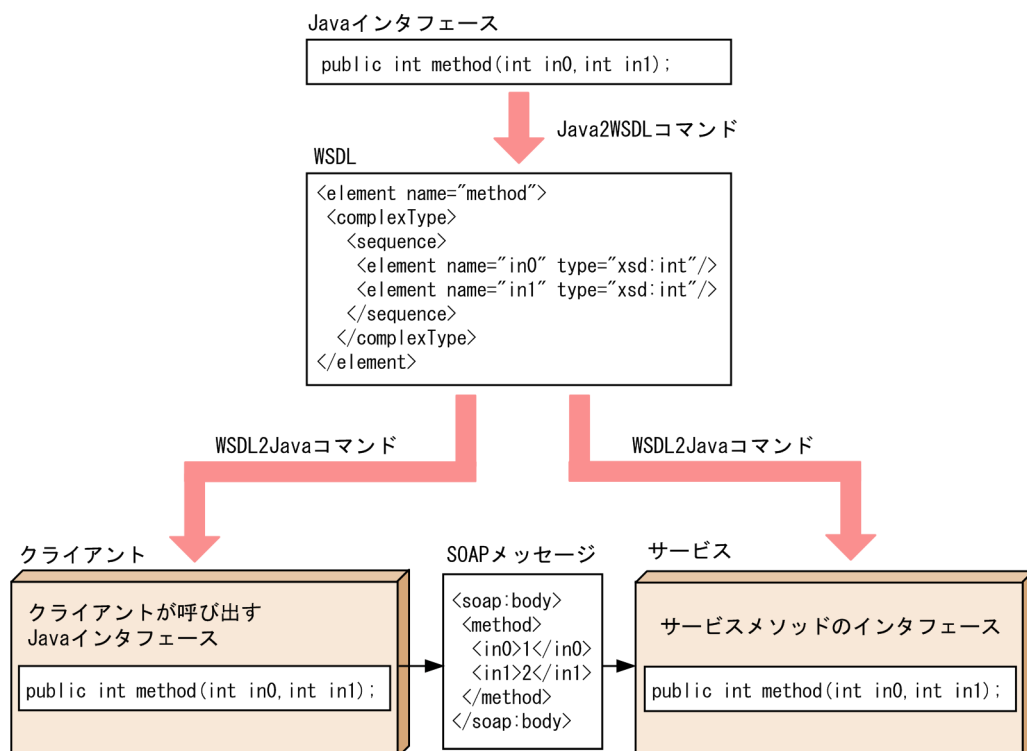 Javaインタフェース
public int method(int in0,int in1);
Java2WSDLコマンド
WSDL
<element name="method">
<complexType>
<sequence>
<element name="in0" type="xsd:int"/>
<element name="in1" type="xsd:int"/>
</sequence>
</complexType>
</element>
WSDL2Javaコマンド
WSDL2Javaコマンド
クライアント
クライアントが呼び出す
Javaインタフェース
public int method(int in0,int in1);
SOAPメッセージ
<soap:body>
<method>
<in0>1</in0>
<in1>2</in1>
</method>
</soap:body>
サービス
サービスメソッドのインタフェース
public int method(int in0,int in1);